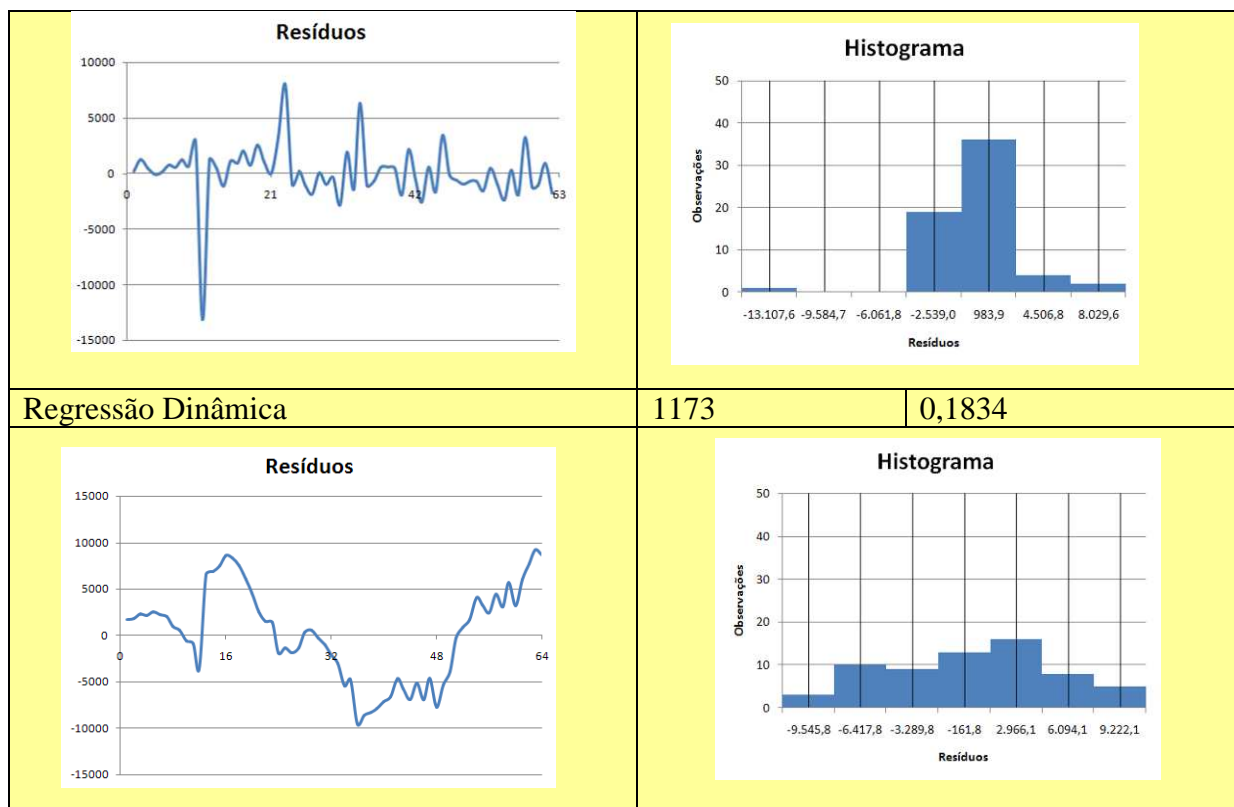 Resíduos
10000
5000
0
0 21 42 63
-5000
-10000
-15000
Histograma
50
40
30
20
10
0
Observações
-13.107,6 -9.584,7 -6.061,8 -2.539,0 983,9 4.506,8 8.029,6
Resíduos
Regressão Dinâmica 1173 0,1834
Resíduos
15000
10000
5000
0
0 16 32 48 64
-5000
-10000
-15000
Histograma
50
40
30
20
10
0
Observações
-9.545,8 -6.417,8 -3.289,8 -161,8 2.966,1 6.094,1 9.222,1
Resíduos